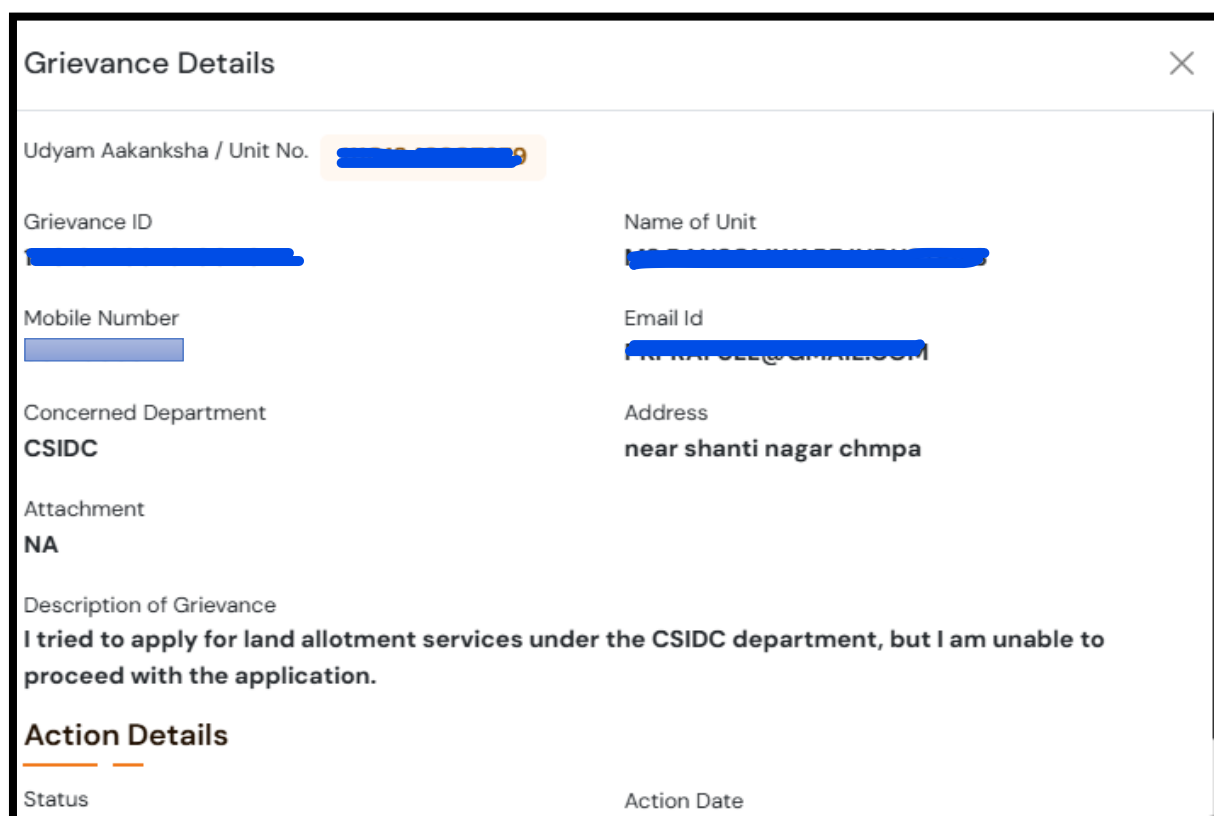 Grievance Details
Udyam Aakanksha / Unit No.
Grievance ID
Name of Unit
Mobile Number
Email Id
Concerned Department
Address
CSIDC
near shanti nagar chmpa
Attachment
NA
Description of Grievance
I tried to apply for land allotment services under the CSIDC department, but I am unable to
proceed with the application.
Action Details
Status
Action Date